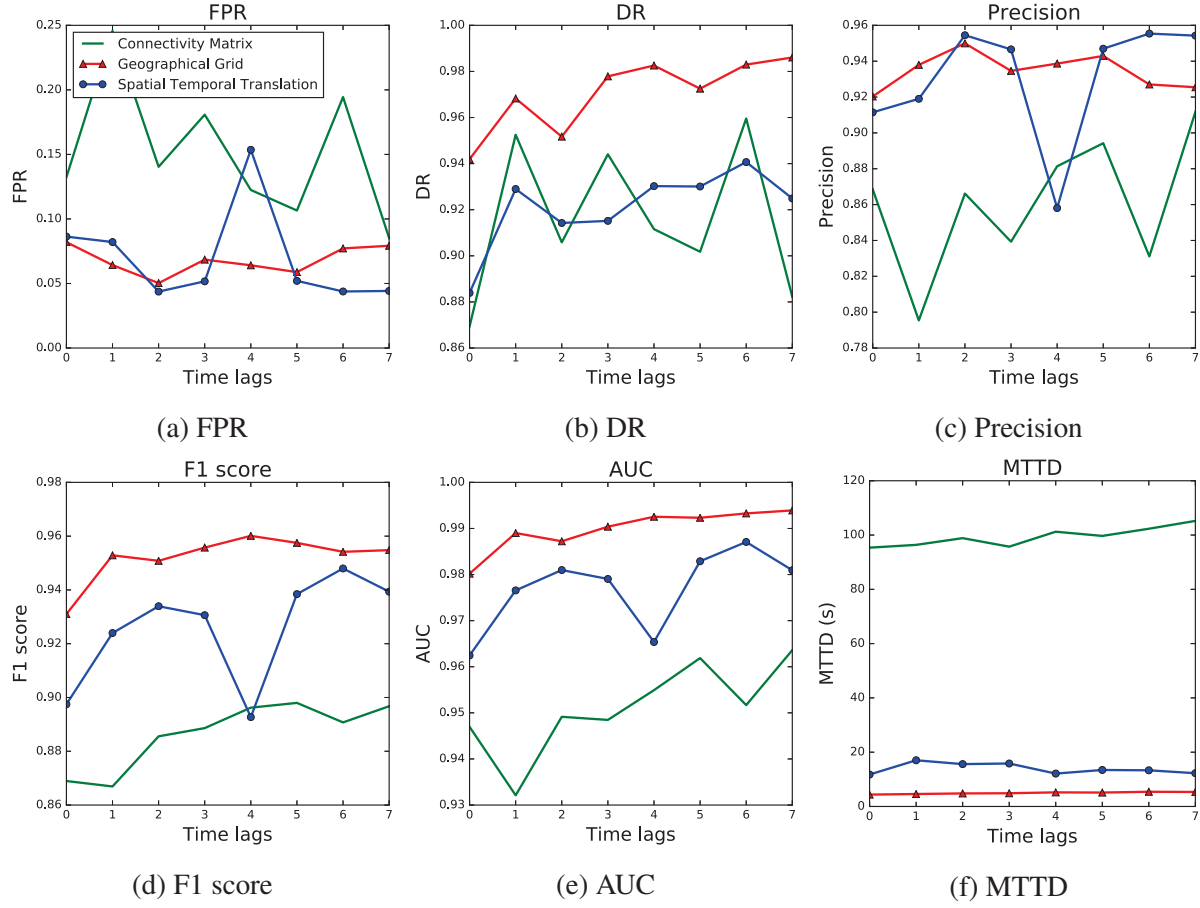 FPR
0.25
0.20
0.15
0.10
0.05
0.00
FPR
Connectivity Matrix
Geographical Grid
Spatial Temporal Translation
0 1 2 3 4 5 6 7
Time lags
(a) FPR
DR
1.00
0.98
0.96
0.94
0.92
0.90
0.88
0.86
DR
0 1 2 3 4 5 6 7
Time lags
(b) DR
Precision
0.96
0.94
0.92
0.90
0.88
0.86
0.84
0.82
0.80
0.78
Precision
0 1 2 3 4 5 6 7
Time lags
(c) Precision
F1 score
0.98
0.96
0.94
0.92
0.90
0.88
0.86
F1 score
0 1 2 3 4 5 6 7
Time lags
(d) F1 score
AUC
1.00
0.99
0.98
0.97
0.96
0.95
0.94
0.93
AUC
0 1 2 3 4 5 6 7
Time lags
(e) AUC
MTTD
120
100
80
60
40
20
0
MTTD (s)
0 1 2 3 4 5 6 7
Time lags
(f) MTTD